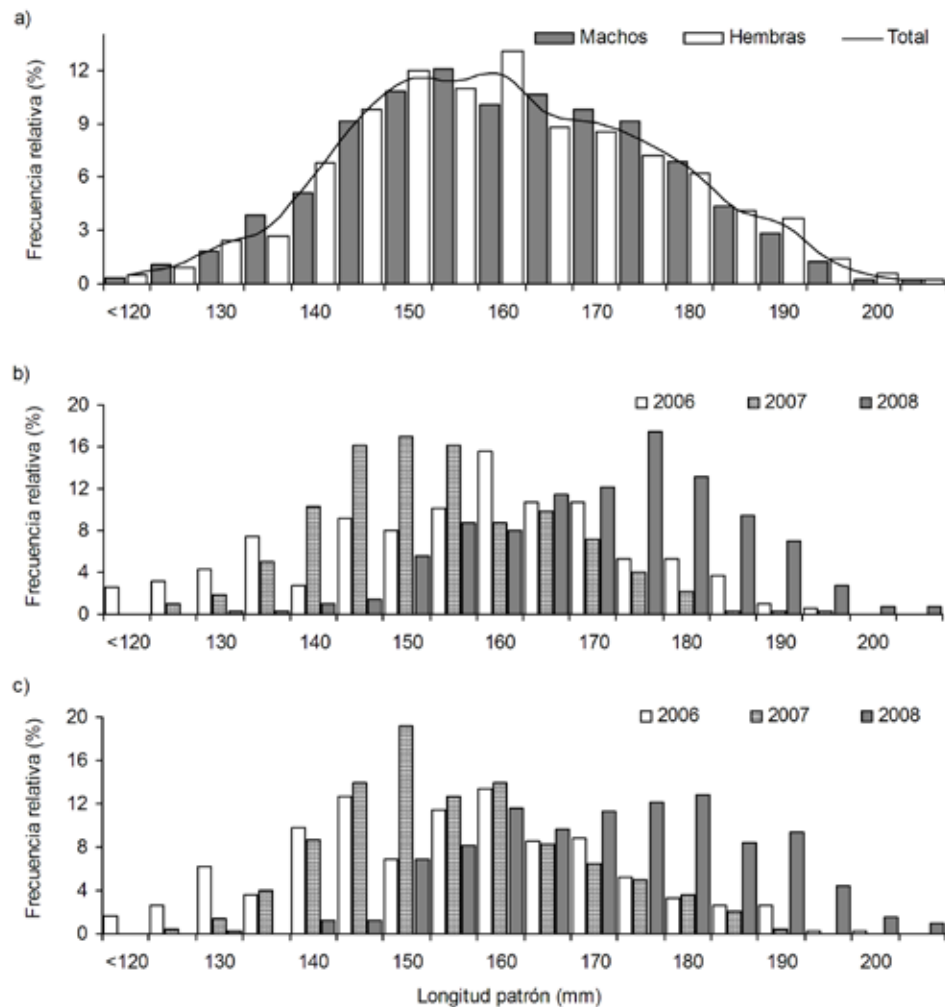 a)
Machos Hembras Total
Frecuencia relativa (%)
12
9
6
3
0
<120 130 140 150 160 170 180 190 200
b)
2006 2007 2008
Frecuencia relativa (%)
20
16
12
8
4
0
<120 130 140 150 160 170 180 190 200
c)
2006 2007 2008
Frecuencia relativa (%)
20
16
12
8
4
0
<120 130 140 150 160 170 180 190 200
Longitud patrón (mm)